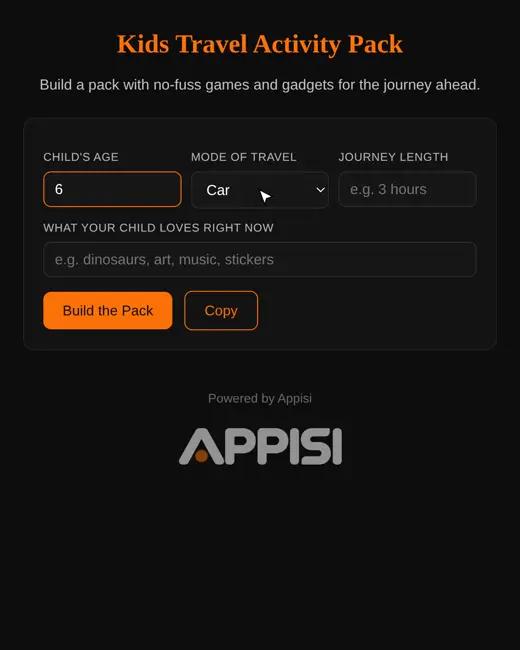 Kids Travel Activity Pack
Build a pack with no-fuss games and gadgets for the journey ahead.
CHILD'S AGE
MODE OF TRAVEL
JOURNEY LENGTH
6
Car
e.g. 3 hours
WHAT YOUR CHILD LOVES RIGHT NOW
e.g. dinosaurs, art, music, stickers
Build the Pack
Copy
Powered by Appisi
APPISI